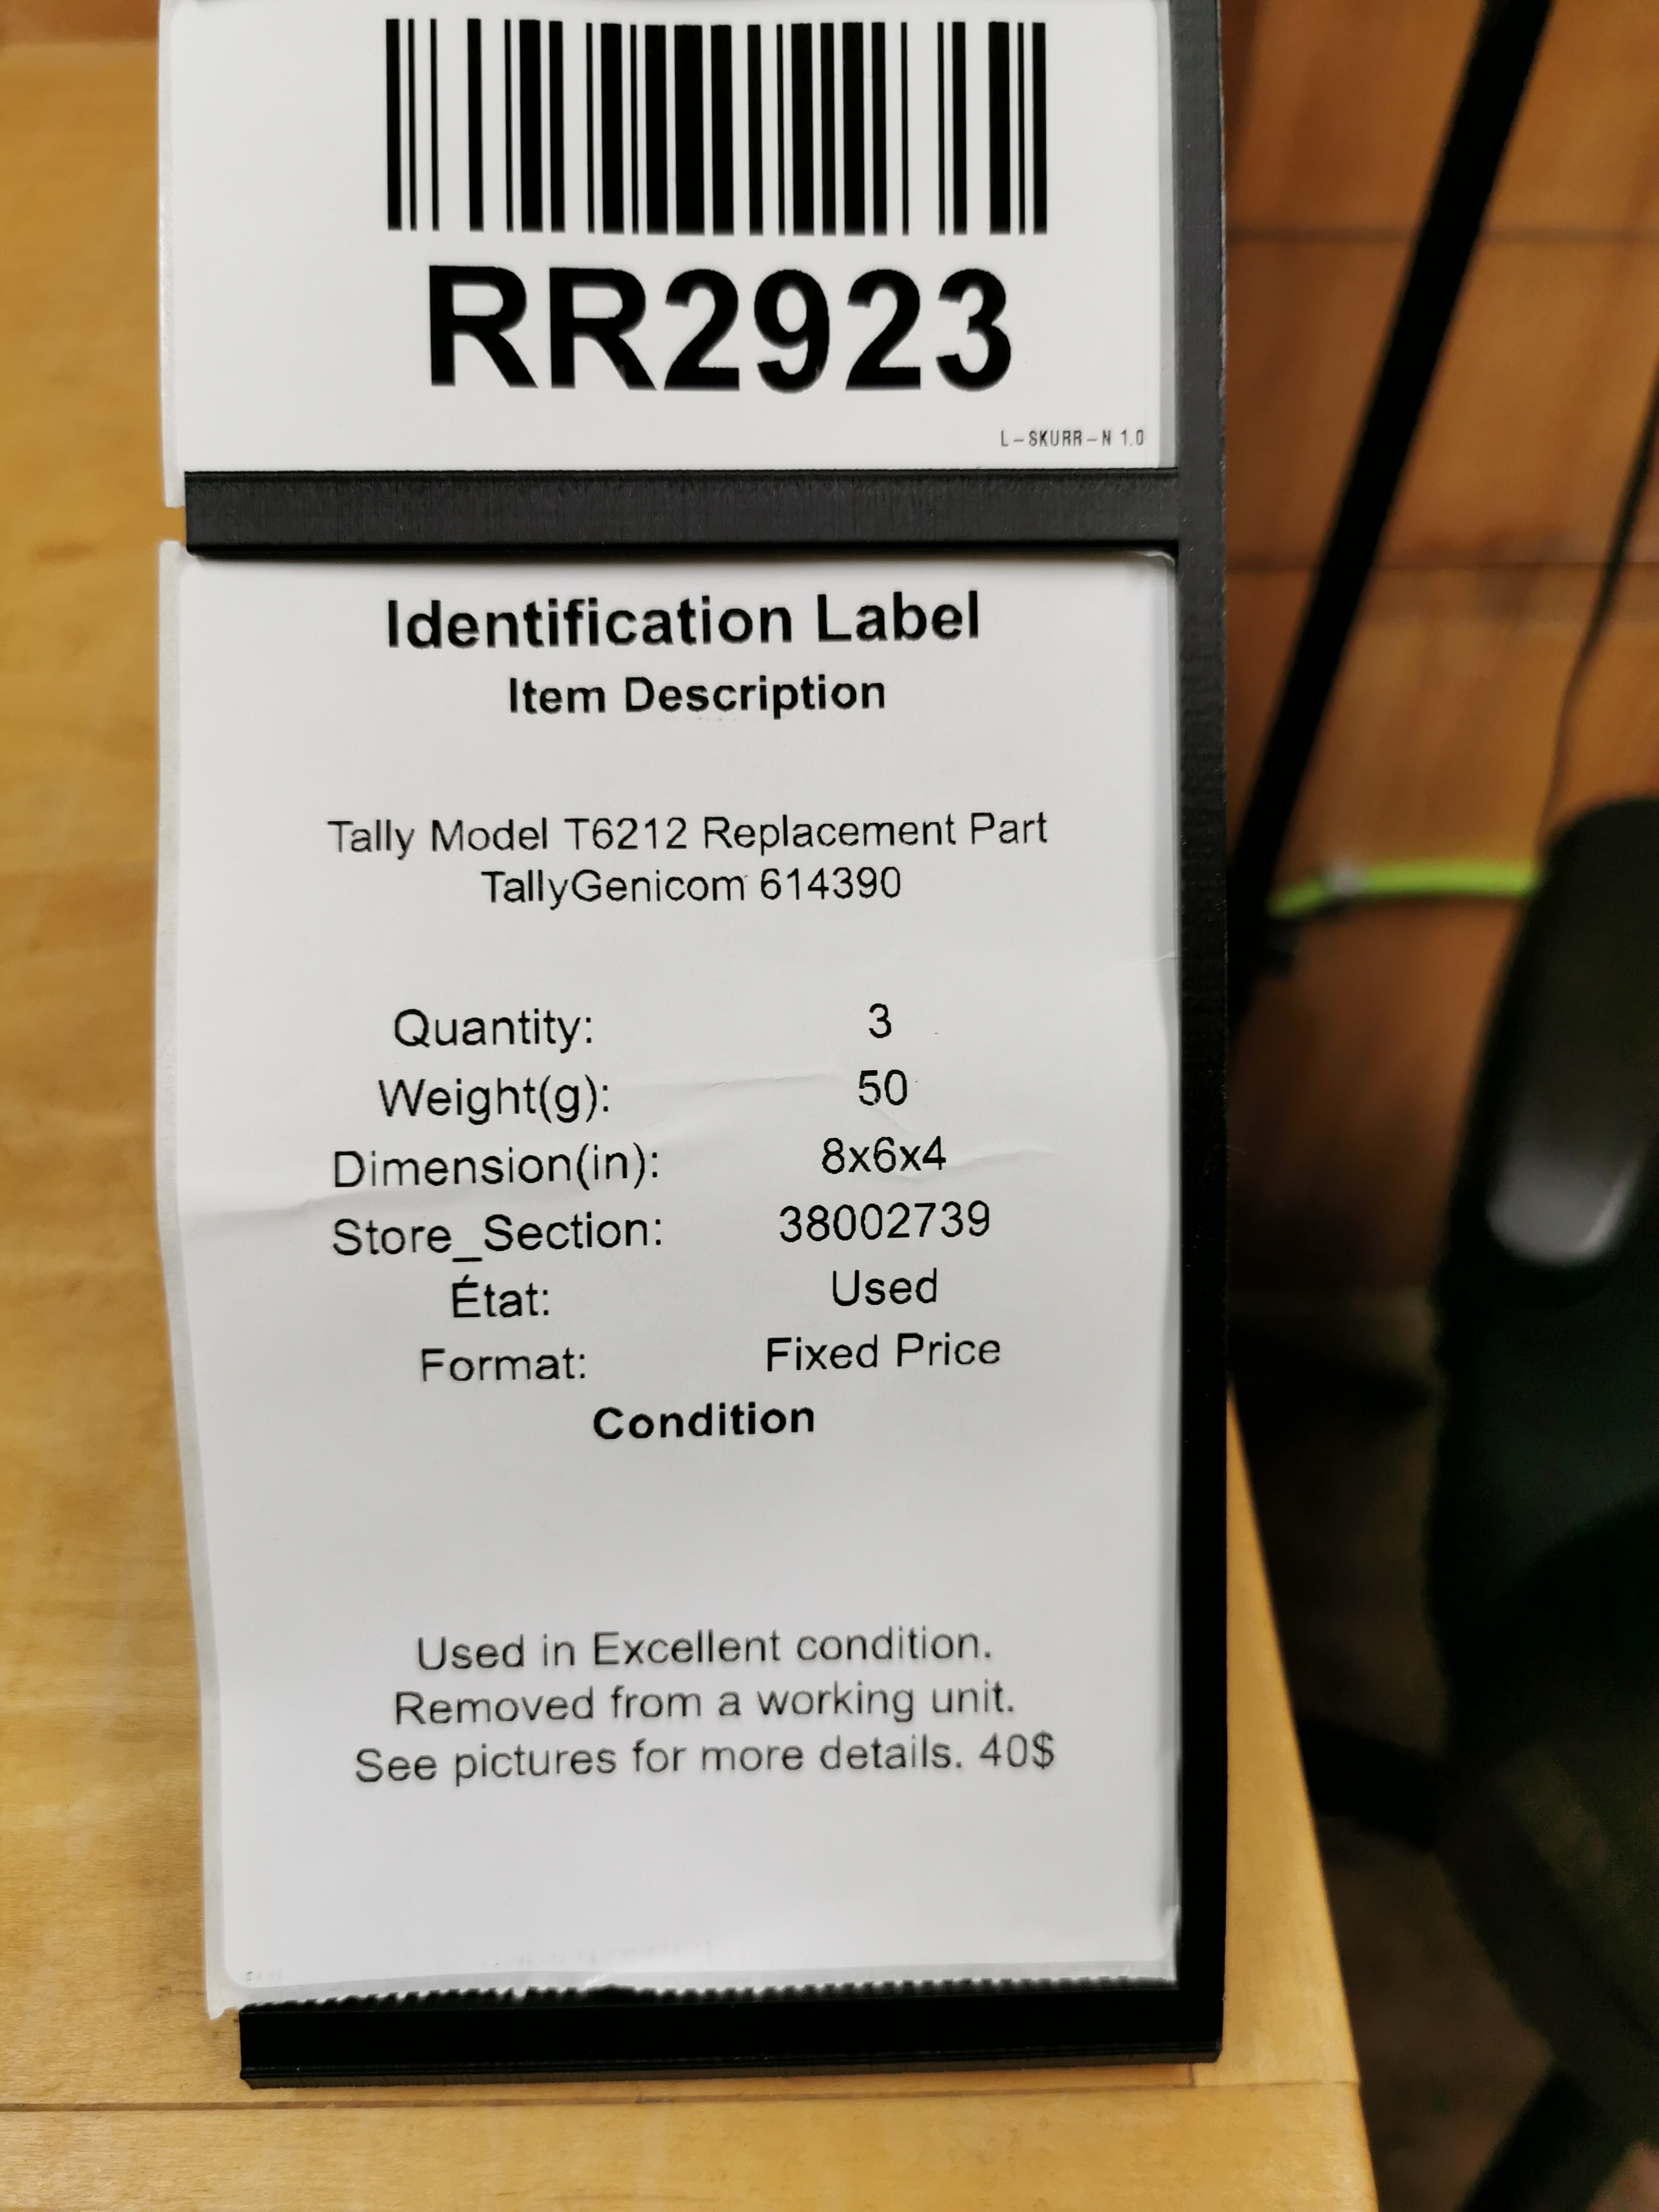 RR2923
L-SKURR-N 1.0
Identification Label
Item Description
Tally Model T6212 Replacement Part
TallyGenicom 614390
Quantity: 3
Weight(g): 50
Dimension(in): 8x6x4
Store_Section: 38002739
État: Used
Format: Fixed Price
Condition
Used in Excellent condition.
Removed from a working unit.
See pictures for more details. 40$